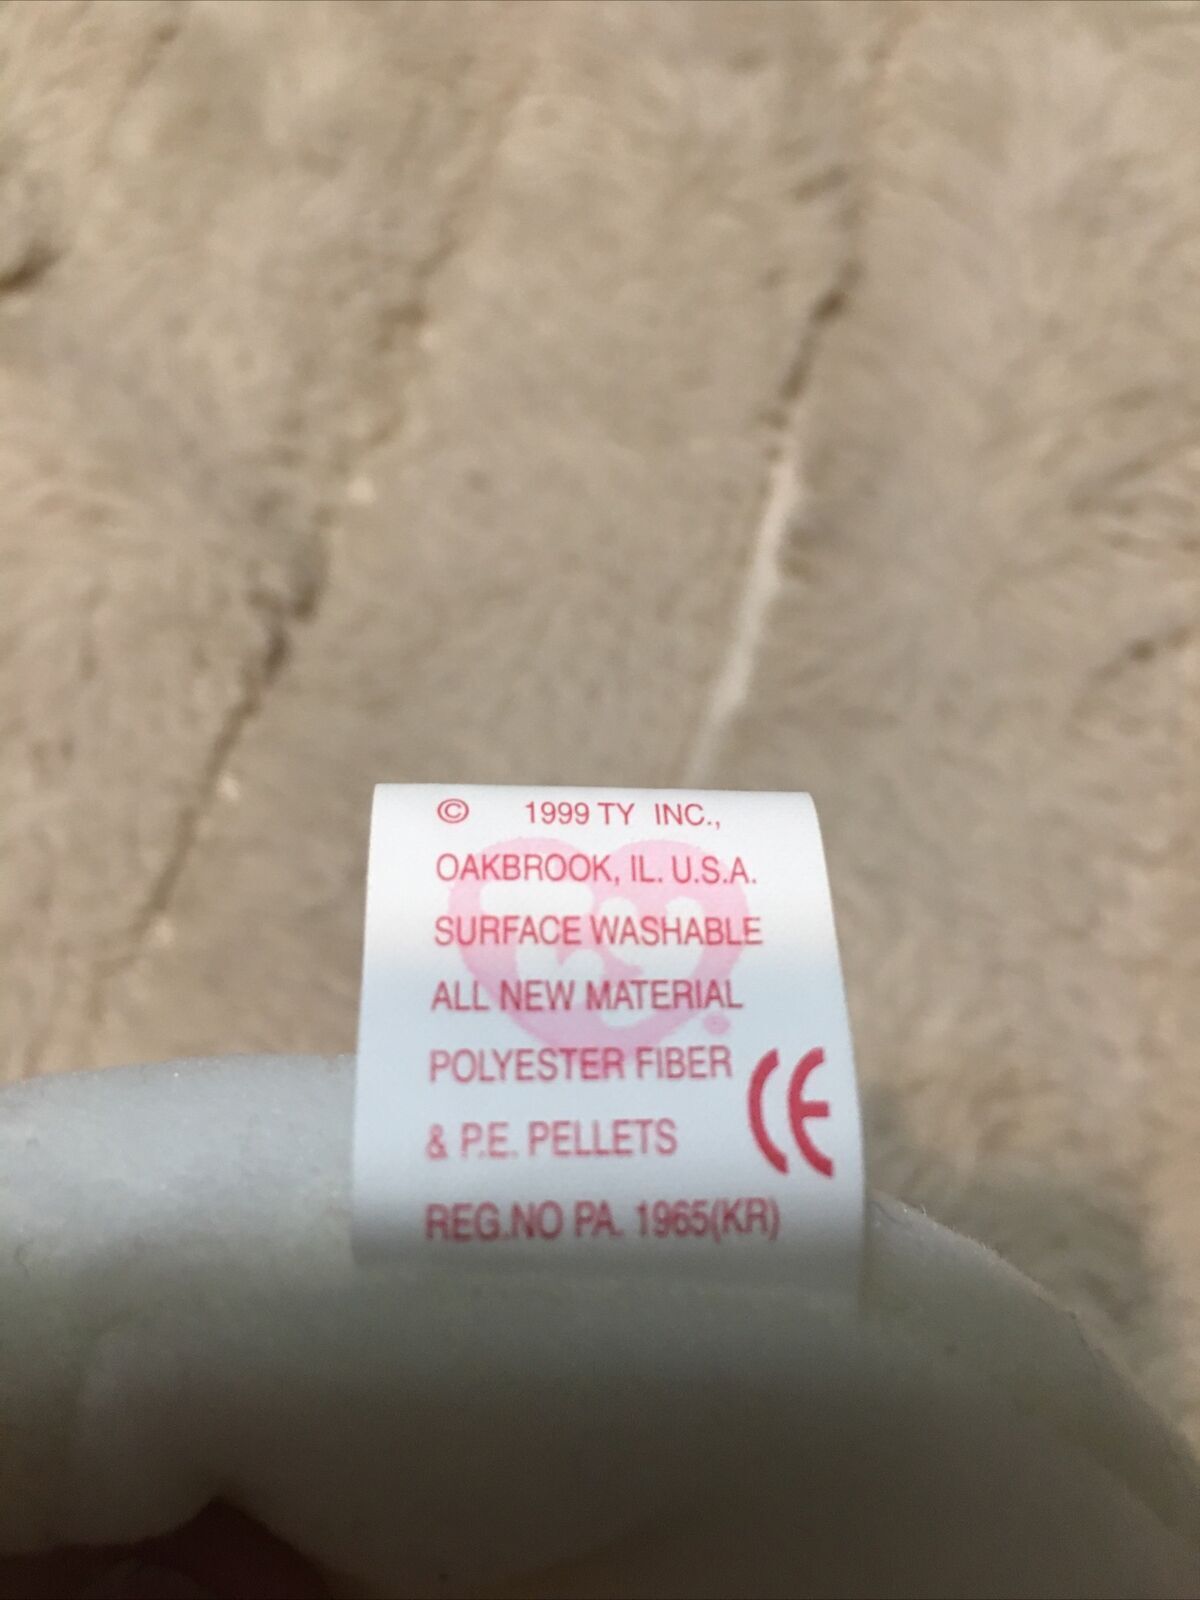 © 1999 TY INC.,
OAKBROOK, IL. U.S.A.
SURFACE WASHABLE
ALL NEW MATERIAL
POLYESTER FIBER
& P.E. PELLETS
CE
REG.NO PA. 1965(KR)